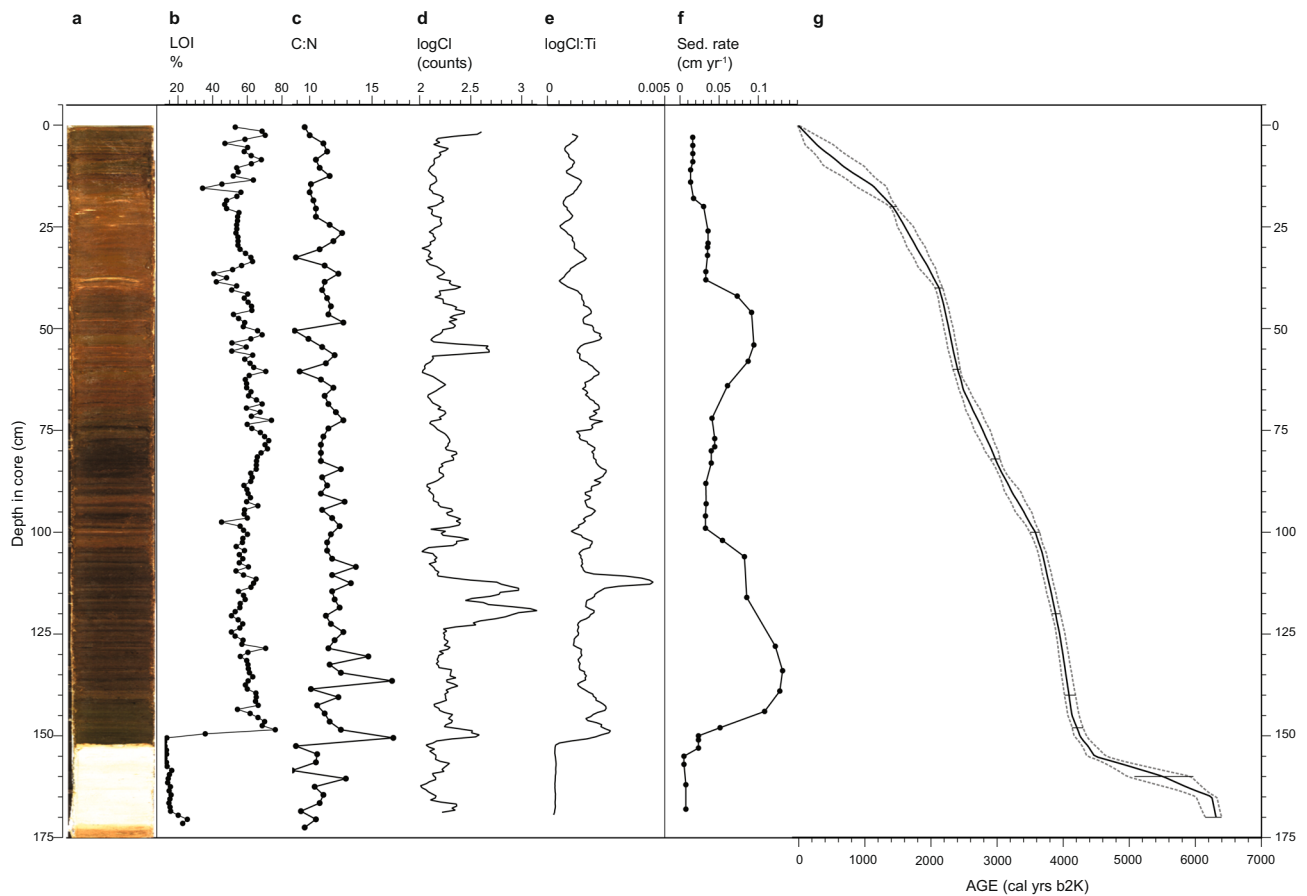 a b c d e f g
LOI C:N logCl logCl:Ti Sed. rate
% (counts) (cm yr⁻¹)
20 40 60 80 10 15 2 2.5 3 0 0.005 0 0.05 0.1
0 0
25 25
50 50
75 75
100 100
125 125
150 150
175 175
Depth in core (cm)
0 1000 2000 3000 4000 5000 6000 7000
AGE (cal yrs b2K)